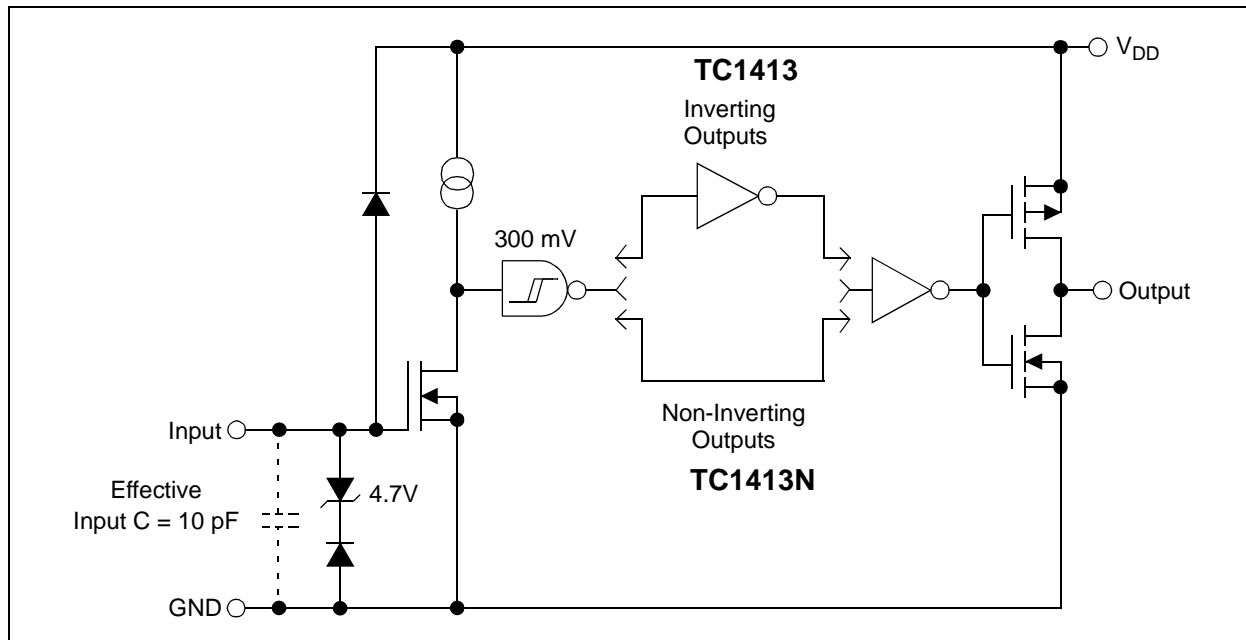 V_DD
TC1413
Inverting
Outputs
300 mV
Output
Input
Non-Inverting
Outputs
TC1413N
Effective
Input C = 10 pF
4.7V
GND